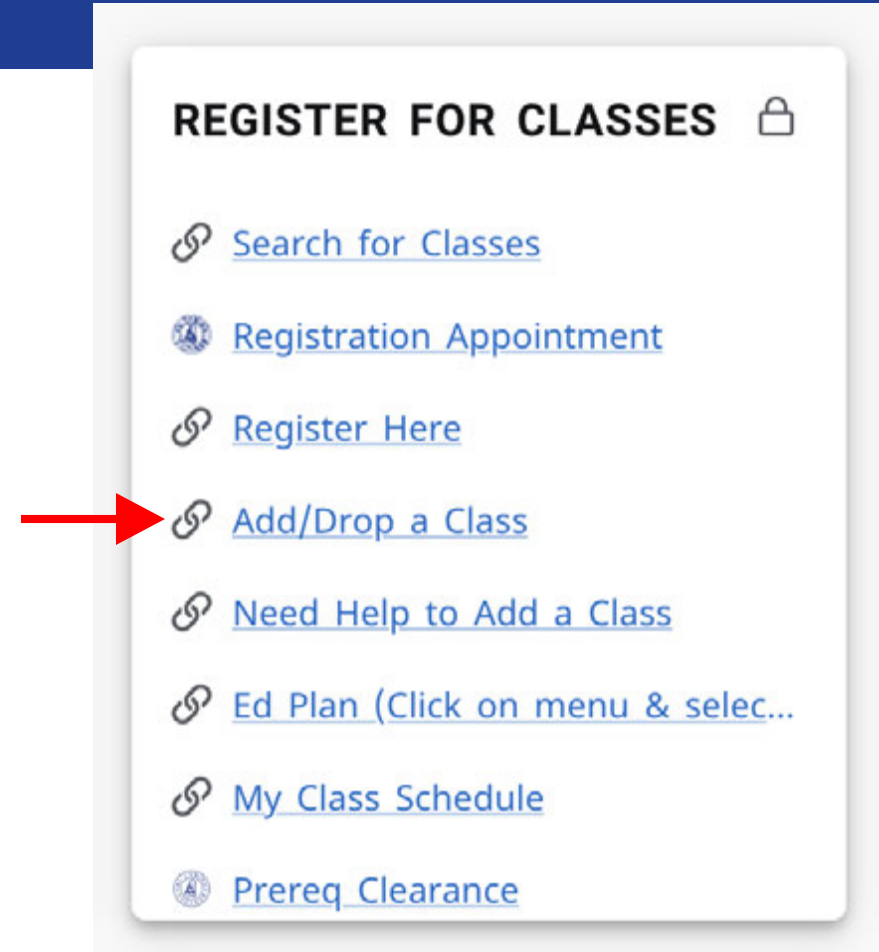 REGISTER FOR CLASSES
Search for Classes
Registration Appointment
Register Here
Add/Drop a Class
Need Help to Add a Class
Ed Plan (Click on menu & selec...
My Class Schedule
Prereq Clearance